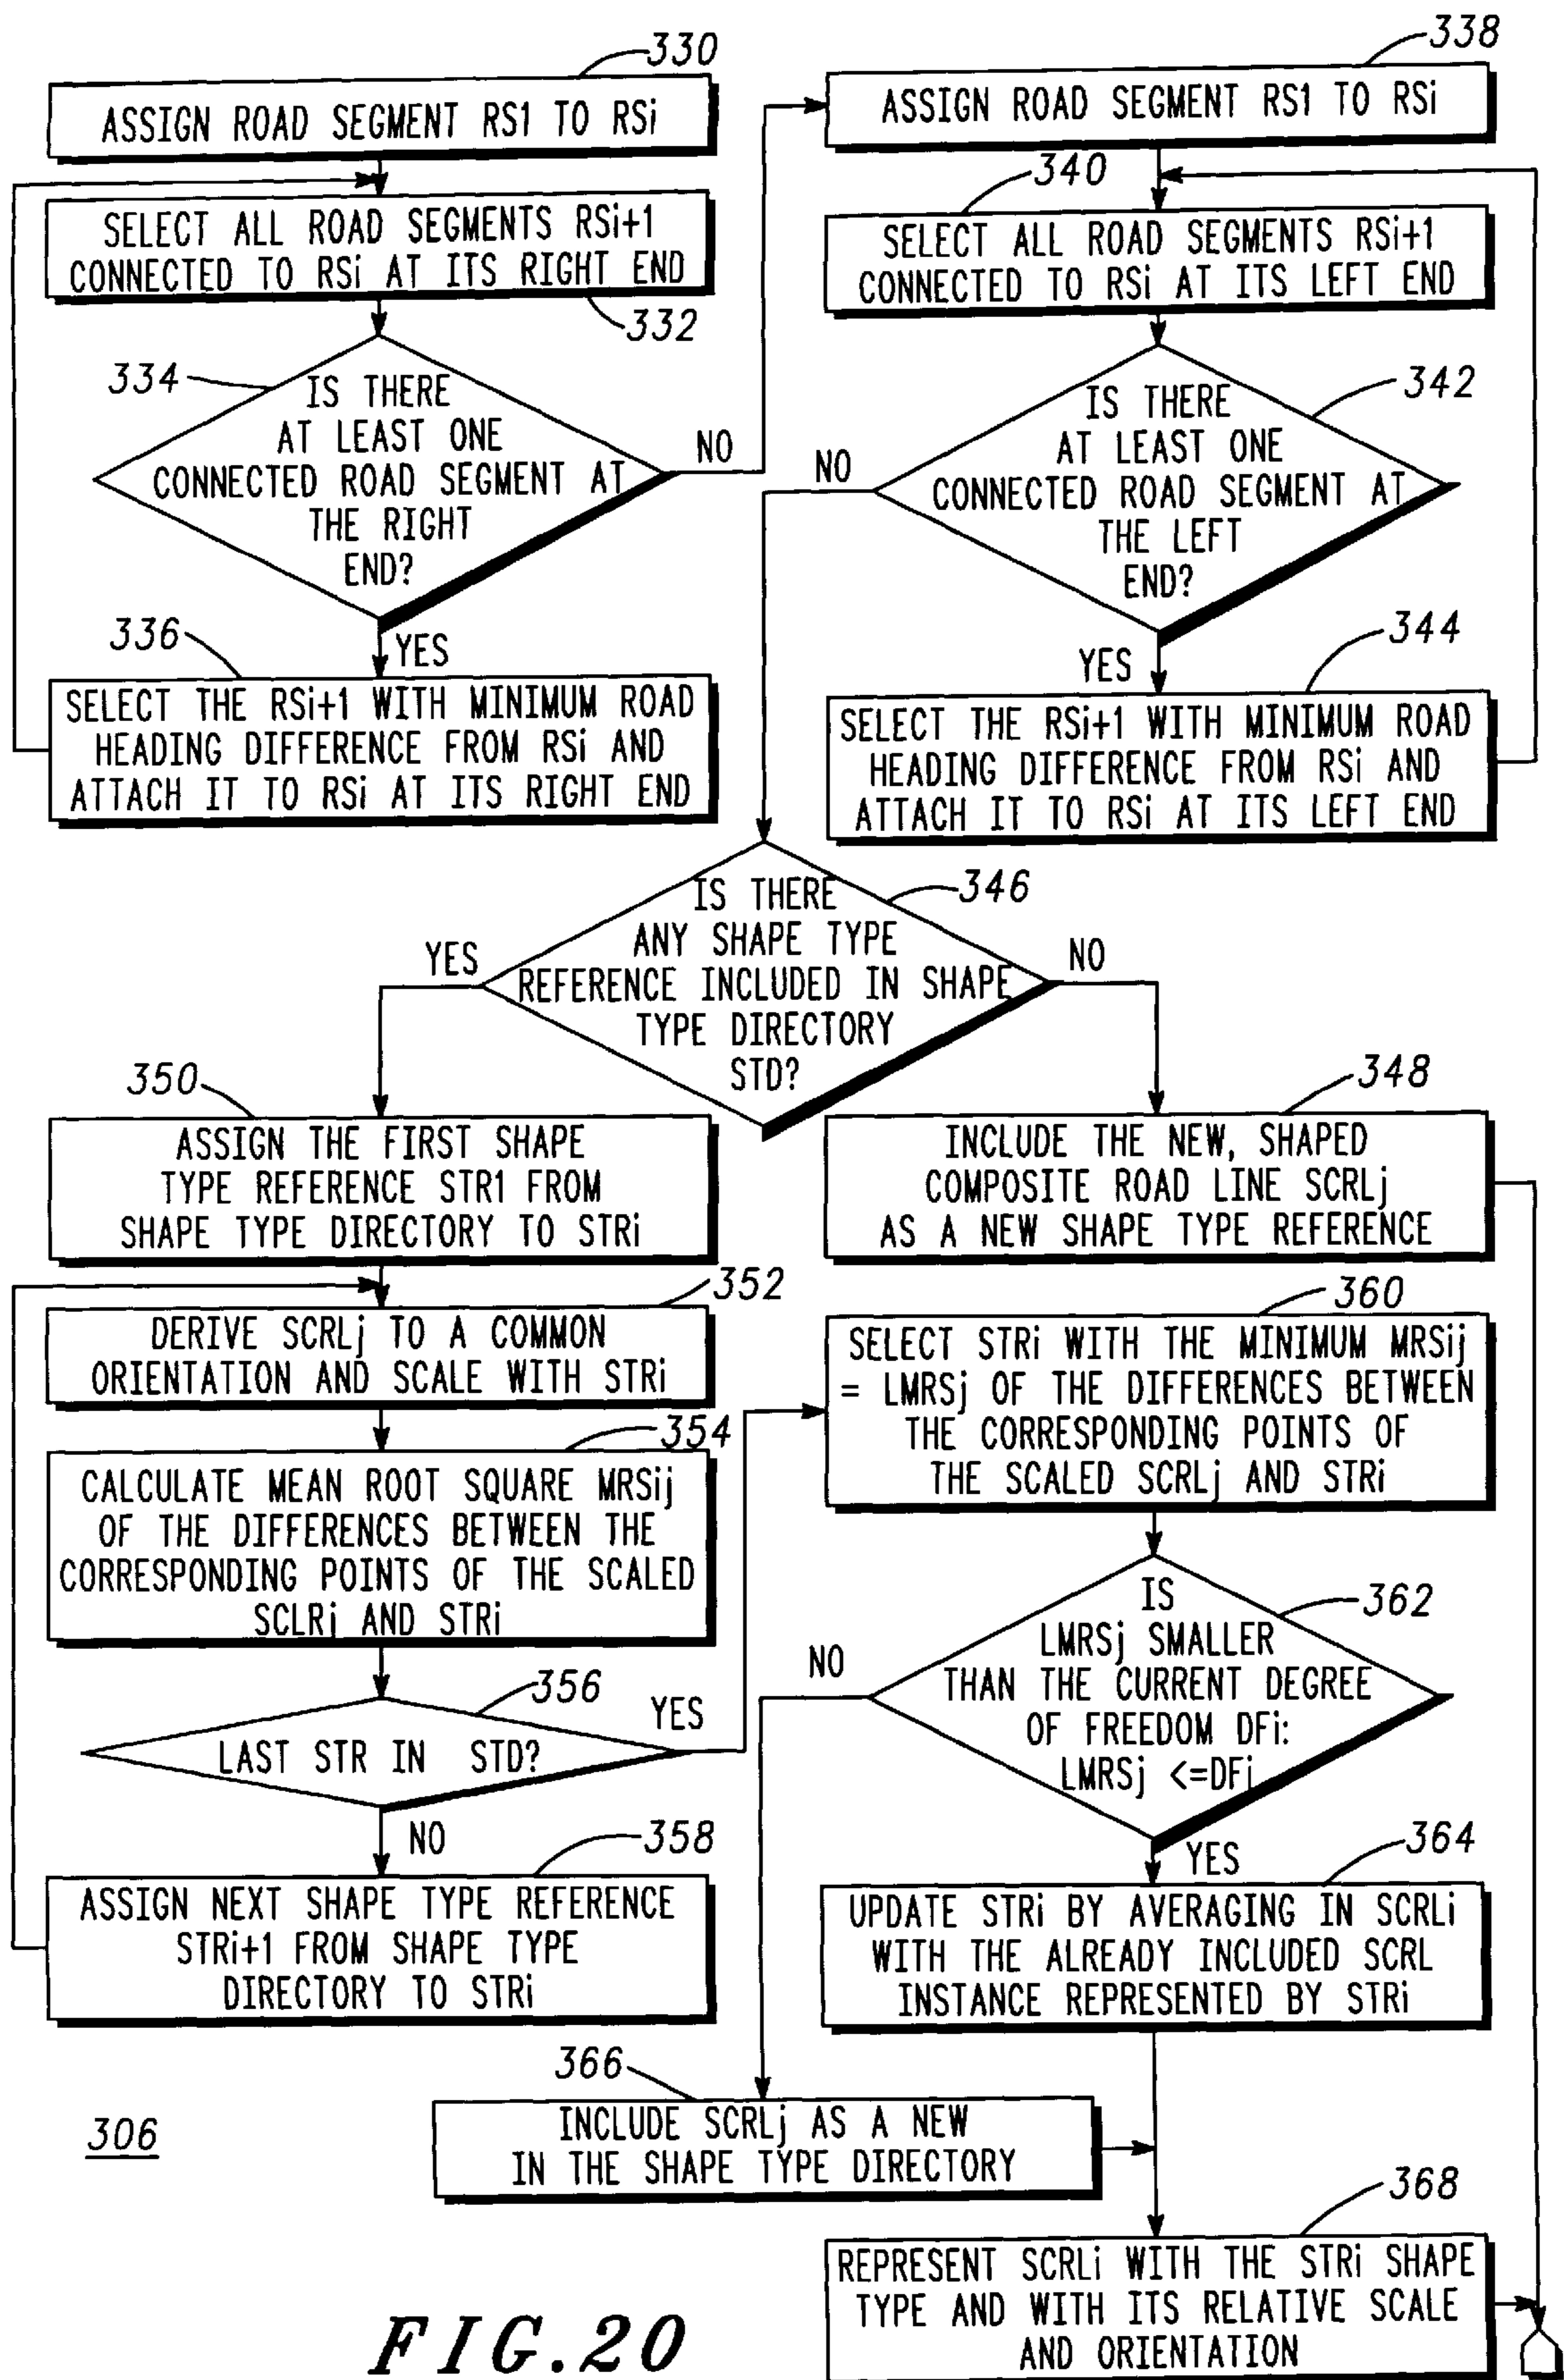 330
ASSIGN ROAD SEGMENT RS1 TO RSi
SELECT ALL ROAD SEGMENTS RSi+1
CONNECTED TO RSi AT ITS RIGHT END
332
334
IS THERE
AT LEAST ONE
CONNECTED ROAD SEGMENT AT
THE RIGHT
END?
NO
YES
336
SELECT THE RSi+1 WITH MINIMUM ROAD
HEADING DIFFERENCE FROM RSi AND
ATTACH IT TO RSi AT ITS RIGHT END
338
ASSIGN ROAD SEGMENT RS1 TO RSi
340
SELECT ALL ROAD SEGMENTS RSi+1
CONNECTED TO RSi AT ITS LEFT END
342
IS THERE
AT LEAST ONE
CONNECTED ROAD SEGMENT AT
THE LEFT
END?
NO
YES
344
SELECT THE RSi+1 WITH MINIMUM ROAD
HEADING DIFFERENCE FROM RSi AND
ATTACH IT TO RSi AT ITS LEFT END
346
IS THERE
ANY SHAPE TYPE
REFERENCE INCLUDED IN SHAPE
TYPE DIRECTORY
STD?
YES
NO
348
INCLUDE THE NEW, SHAPED
COMPOSITE ROAD LINE SCRLj
AS A NEW SHAPE TYPE REFERENCE
350
ASSIGN THE FIRST SHAPE
TYPE REFERENCE STR1 FROM
SHAPE TYPE DIRECTORY TO STRi
352
DERIVE SCRLj TO A COMMON
ORIENTATION AND SCALE WITH STRi
354
CALCULATE MEAN ROOT SQUARE MRSij
OF THE DIFFERENCES BETWEEN THE
CORRESPONDING POINTS OF THE SCALED
SCLRj AND STRi
356
LAST STR IN STD?
YES
NO
358
ASSIGN NEXT SHAPE TYPE REFERENCE
STRi+1 FROM SHAPE TYPE
DIRECTORY TO STRi
360
SELECT STRi WITH THE MINIMUM MRSij
= LMRSj OF THE DIFFERENCES BETWEEN
THE CORRESPONDING POINTS OF
THE SCALED SCRLj AND STRi
362
IS
LMRSj SMALLER
THAN THE CURRENT DEGREE
OF FREEDOM DFi:
LMRSj <=DFi
NO
YES
364
UPDATE STRi BY AVERAGING IN SCRLi
WITH THE ALREADY INCLUDED SCRL
INSTANCE REPRESENTED BY STRi
366
INCLUDE SCRLj AS A NEW
IN THE SHAPE TYPE DIRECTORY
306
368
REPRESENT SCRLi WITH THE STRi SHAPE
TYPE AND WITH ITS RELATIVE SCALE
AND ORIENTATION
FIG.20